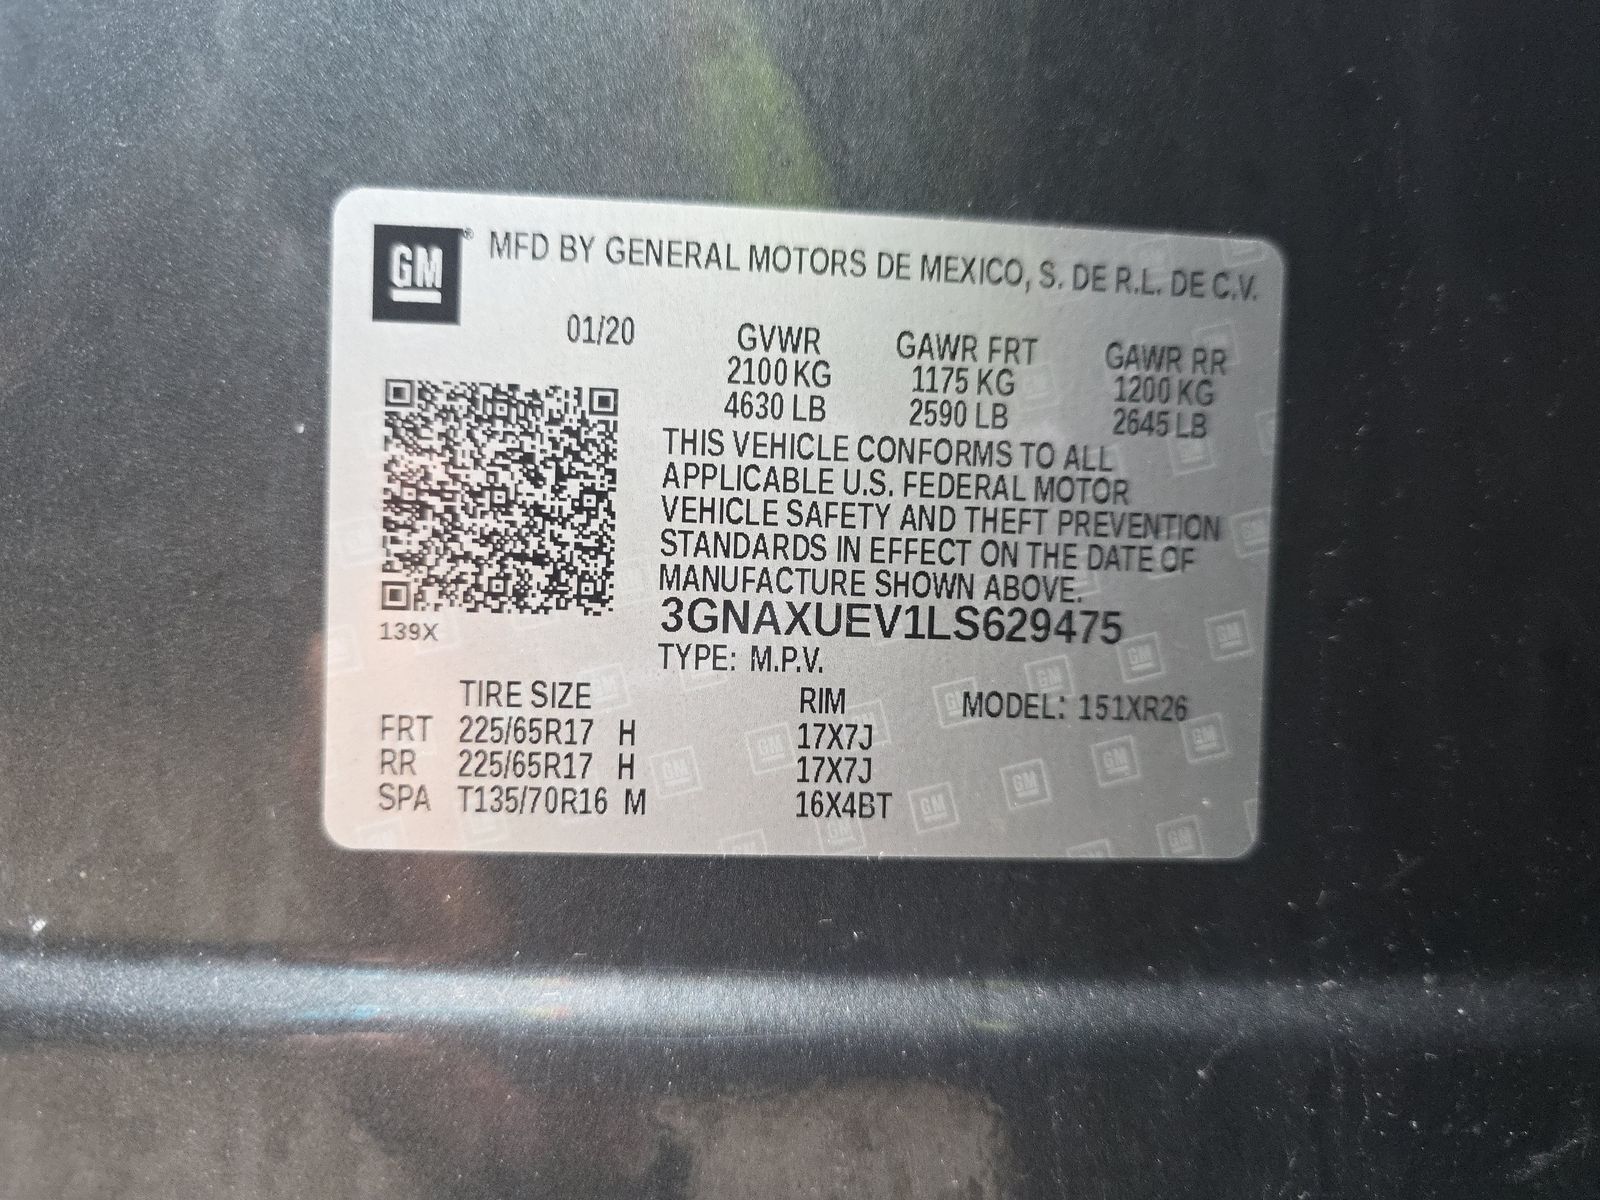 GM® MFD BY GENERAL MOTORS DE MEXICO, S. DE R.L. DE C.V.
01/20 GVWR GAWR FRT GAWR RR
2100 KG 1175 KG 1200 KG
4630 LB 2590 LB 2645 LB
THIS VEHICLE CONFORMS TO ALL
APPLICABLE U.S. FEDERAL MOTOR
VEHICLE SAFETY AND THEFT PREVENTION
STANDARDS IN EFFECT ON THE DATE OF
MANUFACTURE SHOWN ABOVE.
3GNAXUEV1LS629475
139X
TYPE: M.P.V.
TIRE SIZE RIM MODEL: 151XR26
FRT 225/65R17 H 17X7J
RR 225/65R17 H 17X7J
SPA T135/70R16 M 16X4BT